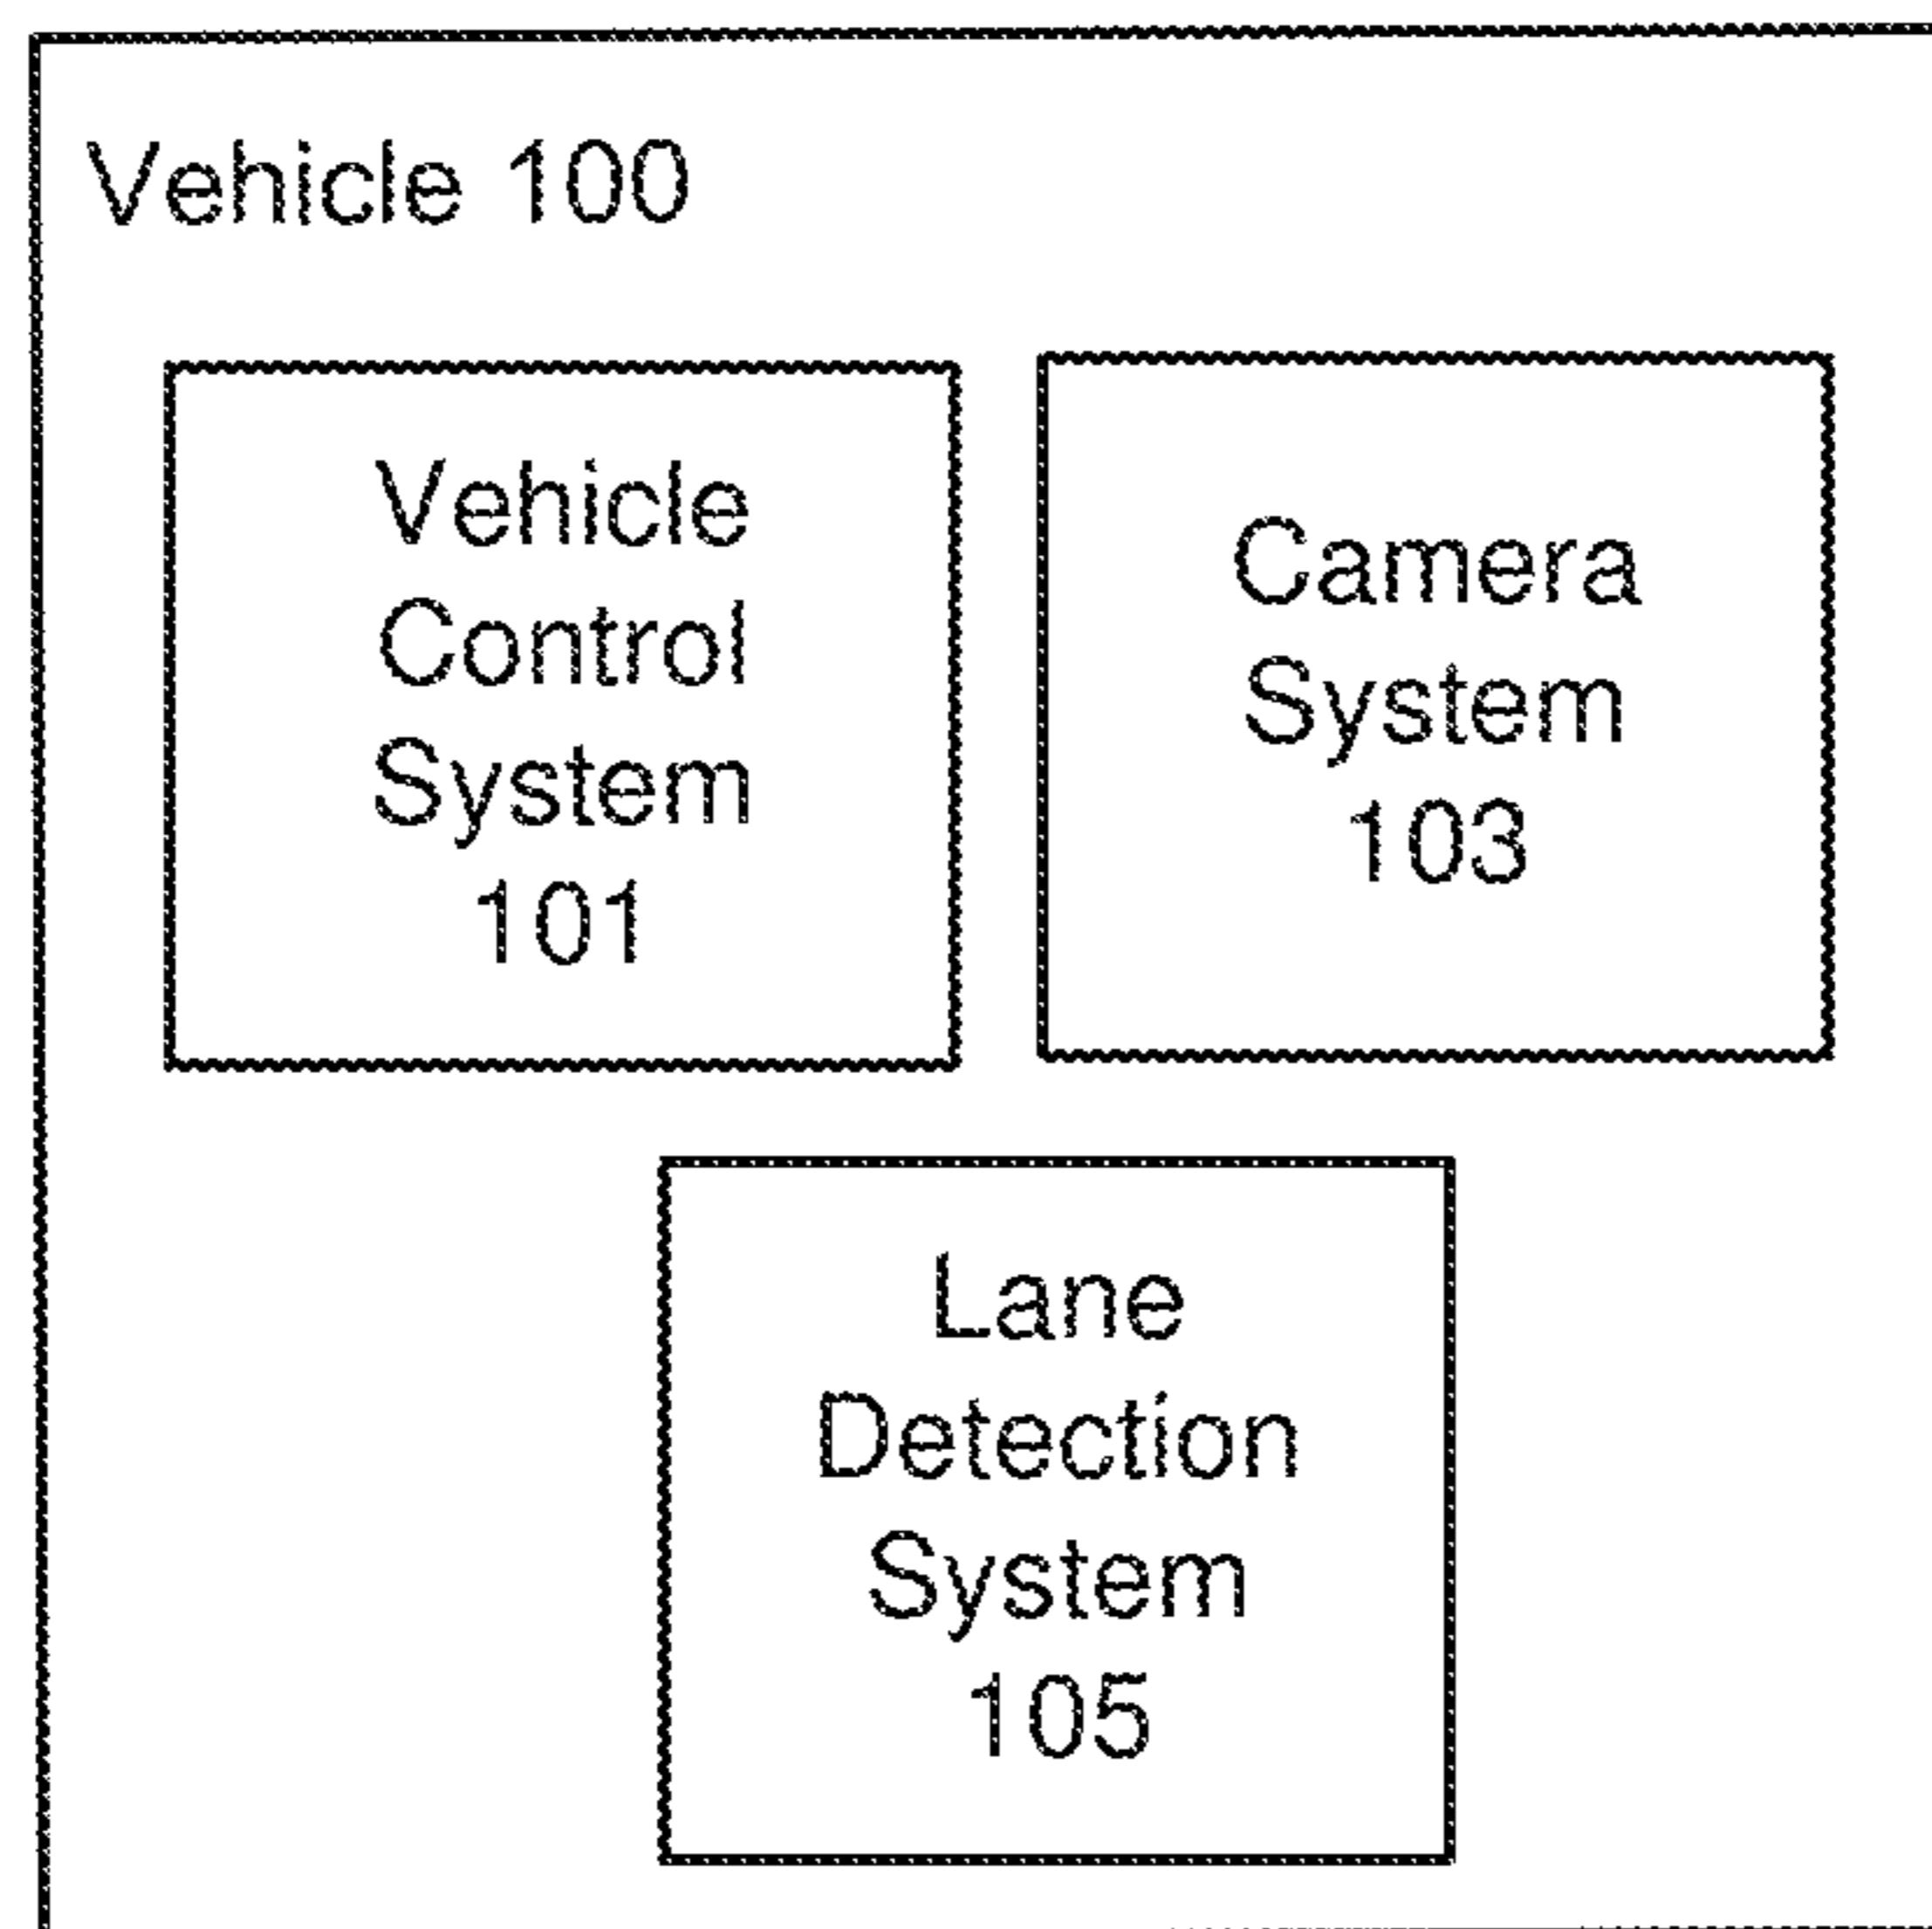 Vehicle 100
Vehicle
Control
System
101
Camera
System
103
Lane
Detection
System
105